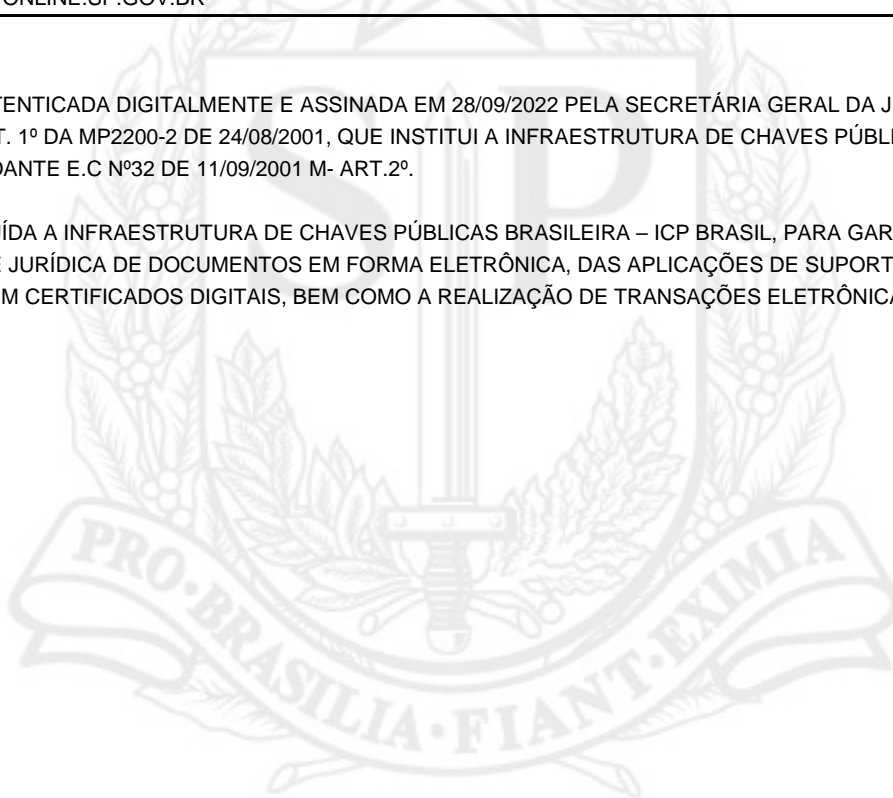 ONLINE.SP.GOV.BR
TENTICADA DIGITALMENTE E ASSINADA EM 28/09/2022 PELA SECRETÁRIA GERAL DA J
T. 1º DA MP2200-2 DE 24/08/2001, QUE INSTITUI A INFRAESTRUTURA DE CHAVES PÚBL
DANTE E.C Nº32 DE 11/09/2001 M- ART.2º.
ÍDA A INFRAESTRUTURA DE CHAVES PÚBLICAS BRASILEIRA – ICP BRASIL, PARA GAR
E JURÍDICA DE DOCUMENTOS EM FORMA ELETRÔNICA, DAS APLICAÇÕES DE SUPORT
M CERTIFICADOS DIGITAIS, BEM COMO A REALIZAÇÃO DE TRANSAÇÕES ELETRÔNICA
SP
PRO·BRASILIA·FIANT·EXIMIA